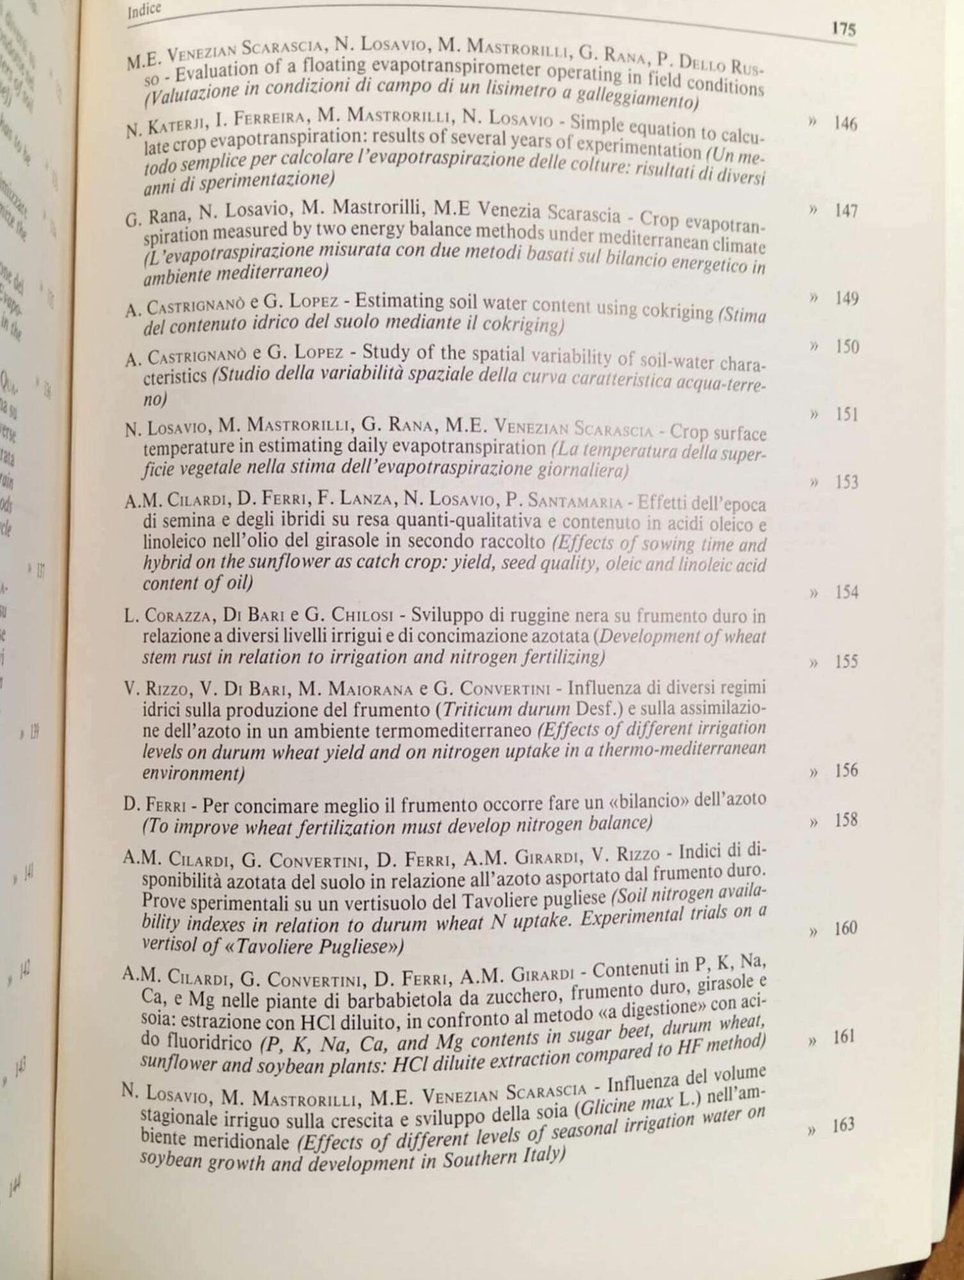 Indice
175
M.E. Venezian Scarascia, N. Losavio, M. Mastrorilli, G. Rana, P. Dello Rus-
so - Evaluation of a floating evapotranspirometer operating in field conditions
(Valutazione in condizioni di campo di un lisimetro a galleggiamento)
» 146
N. Katerji, I. Ferreira, M. Mastrorilli, N. Losavio - Simple equation to calcu-
late crop evapotranspiration: results of several years of experimentation (Un me-
todo semplice per calcolare l'evapotraspirazione delle colture: risultati di diversi
anni di sperimentazione)
» 147
G. Rana, N. Losavio, M. Mastrorilli, M.E Venezia Scarascia - Crop evapotran-
spiration measured by two energy balance methods under mediterranean climate
(L'evapotraspirazione misurata con due metodi basati sul bilancio energetico in
ambiente mediterraneo)
» 149
A. Castrignanò e G. Lopez - Estimating soil water content using cokriging (Stima
del contenuto idrico del suolo mediante il cokriging)
» 150
A. Castrignanò e G. Lopez - Study of the spatial variability of soil-water chara-
cteristics (Studio della variabilità spaziale della curva caratteristica acqua-terre-
no)
» 151
N. Losavio, M. Mastrorilli, G. Rana, M.E. Venezian Scarascia - Crop surface
temperature in estimating daily evapotranspiration (La temperatura della super-
ficie vegetale nella stima dell'evapotraspirazione giornaliera)
» 153
A.M. Cilardi, D. Ferri, F. Lanza, N. Losavio, P. Santamaria - Effetti dell'epoca
di semina e degli ibridi su resa quanti-qualitativa e contenuto in acidi oleico e
linoleico nell'olio del girasole in secondo raccolto (Effects of sowing time and
hybrid on the sunflower as catch crop: yield, seed quality, oleic and linoleic acid
content of oil)
» 154
L. Corazza, Di Bari e G. Chilosi - Sviluppo di ruggine nera su frumento duro in
relazione a diversi livelli irrigui e di concimazione azotata (Development of wheat
stem rust in relation to irrigation and nitrogen fertilizing)
» 155
V. Rizzo, V. Di Bari, M. Maiorana e G. Convertini - Influenza di diversi regimi
idrici sulla produzione del frumento (Triticum durum Desf.) e sulla assimilazio-
ne dell'azoto in un ambiente termomediterraneo (Effects of different irrigation
levels on durum wheat yield and on nitrogen uptake in a thermo-mediterranean
environment)
» 156
D. Ferri - Per concimare meglio il frumento occorre fare un «bilancio» dell'azoto
(To improve wheat fertilization must develop nitrogen balance)
» 158
A.M. Cilardi, G. Convertini, D. Ferri, A.M. Girardi, V. Rizzo - Indici di di-
sponibilità azotata del suolo in relazione all'azoto asportato dal frumento duro.
Prove sperimentali su un vertisuolo del Tavoliere pugliese (Soil nitrogen availa-
bility indexes in relation to durum wheat N uptake. Experimental trials on a
vertisol of «Tavoliere Pugliese»)
» 160
A.M. Cilardi, G. Convertini, D. Ferri, A.M. Girardi - Contenuti in P, K, Na,
Ca, e Mg nelle piante di barbabietola da zucchero, frumento duro, girasole e
soia: estrazione con HCl diluito, in confronto al metodo «a digestione» con aci-
do fluoridrico (P, K, Na, Ca, and Mg contents in sugar beet, durum wheat,
sunflower and soybean plants: HCl diluite extraction compared to HF method)
» 161
N. Losavio, M. Mastrorilli, M.E. Venezian Scarascia - Influenza del volume
stagionale irriguo sulla crescita e sviluppo della soia (Glicine max L.) nell'am-
biente meridionale (Effects of different levels of seasonal irrigation water on
soybean growth and development in Southern Italy)
» 163
» 136
» 137
» 139
» 141
» 142
» 143
144